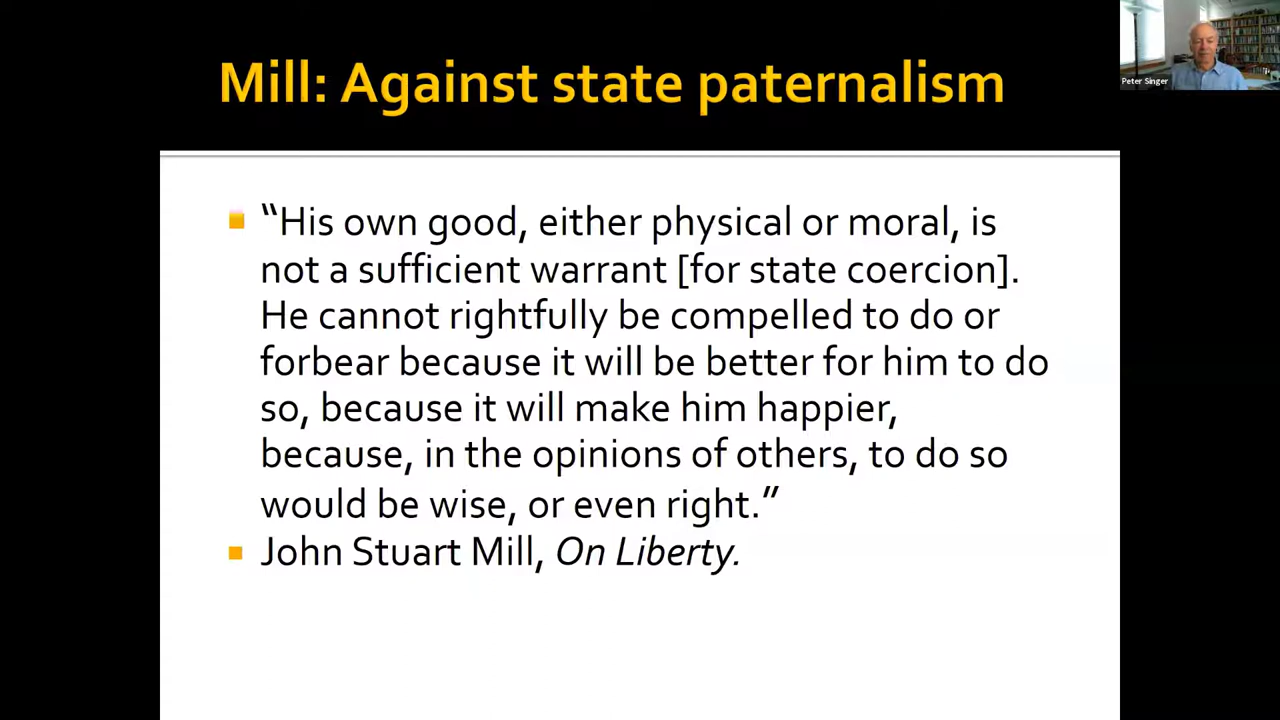 Mill: Against state paternalism
Peter Singer
“His own good, either physical or moral, is
not a sufficient warrant [for state coercion].
He cannot rightfully be compelled to do or
forbear because it will be better for him to do
so, because it will make him happier,
because, in the opinions of others, to do so
would be wise, or even right.”
John Stuart Mill, On Liberty.